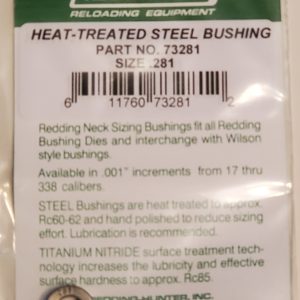 RELOADING EQUIPMENT
HEAT-TREATED STEEL BUSHING
PART NO. 73281
SIZE .281
6 11760 73281 2
Redding Neck Sizing Bushings fit all Redding
Bushing Dies and interchange with Wilson
style bushings.
Available in .001" increments from 17 thru
338 calibers.
STEEL Bushings are heat treated to approx.
Rc60-62 and hand polished to reduce sizing
effort. Lubrication is recommended.
TITANIUM NITRIDE surface treatment tech-
nology increases the lubricity and effective
surface hardness to approx. Rc85.
REDDING-HUNTER, INC.